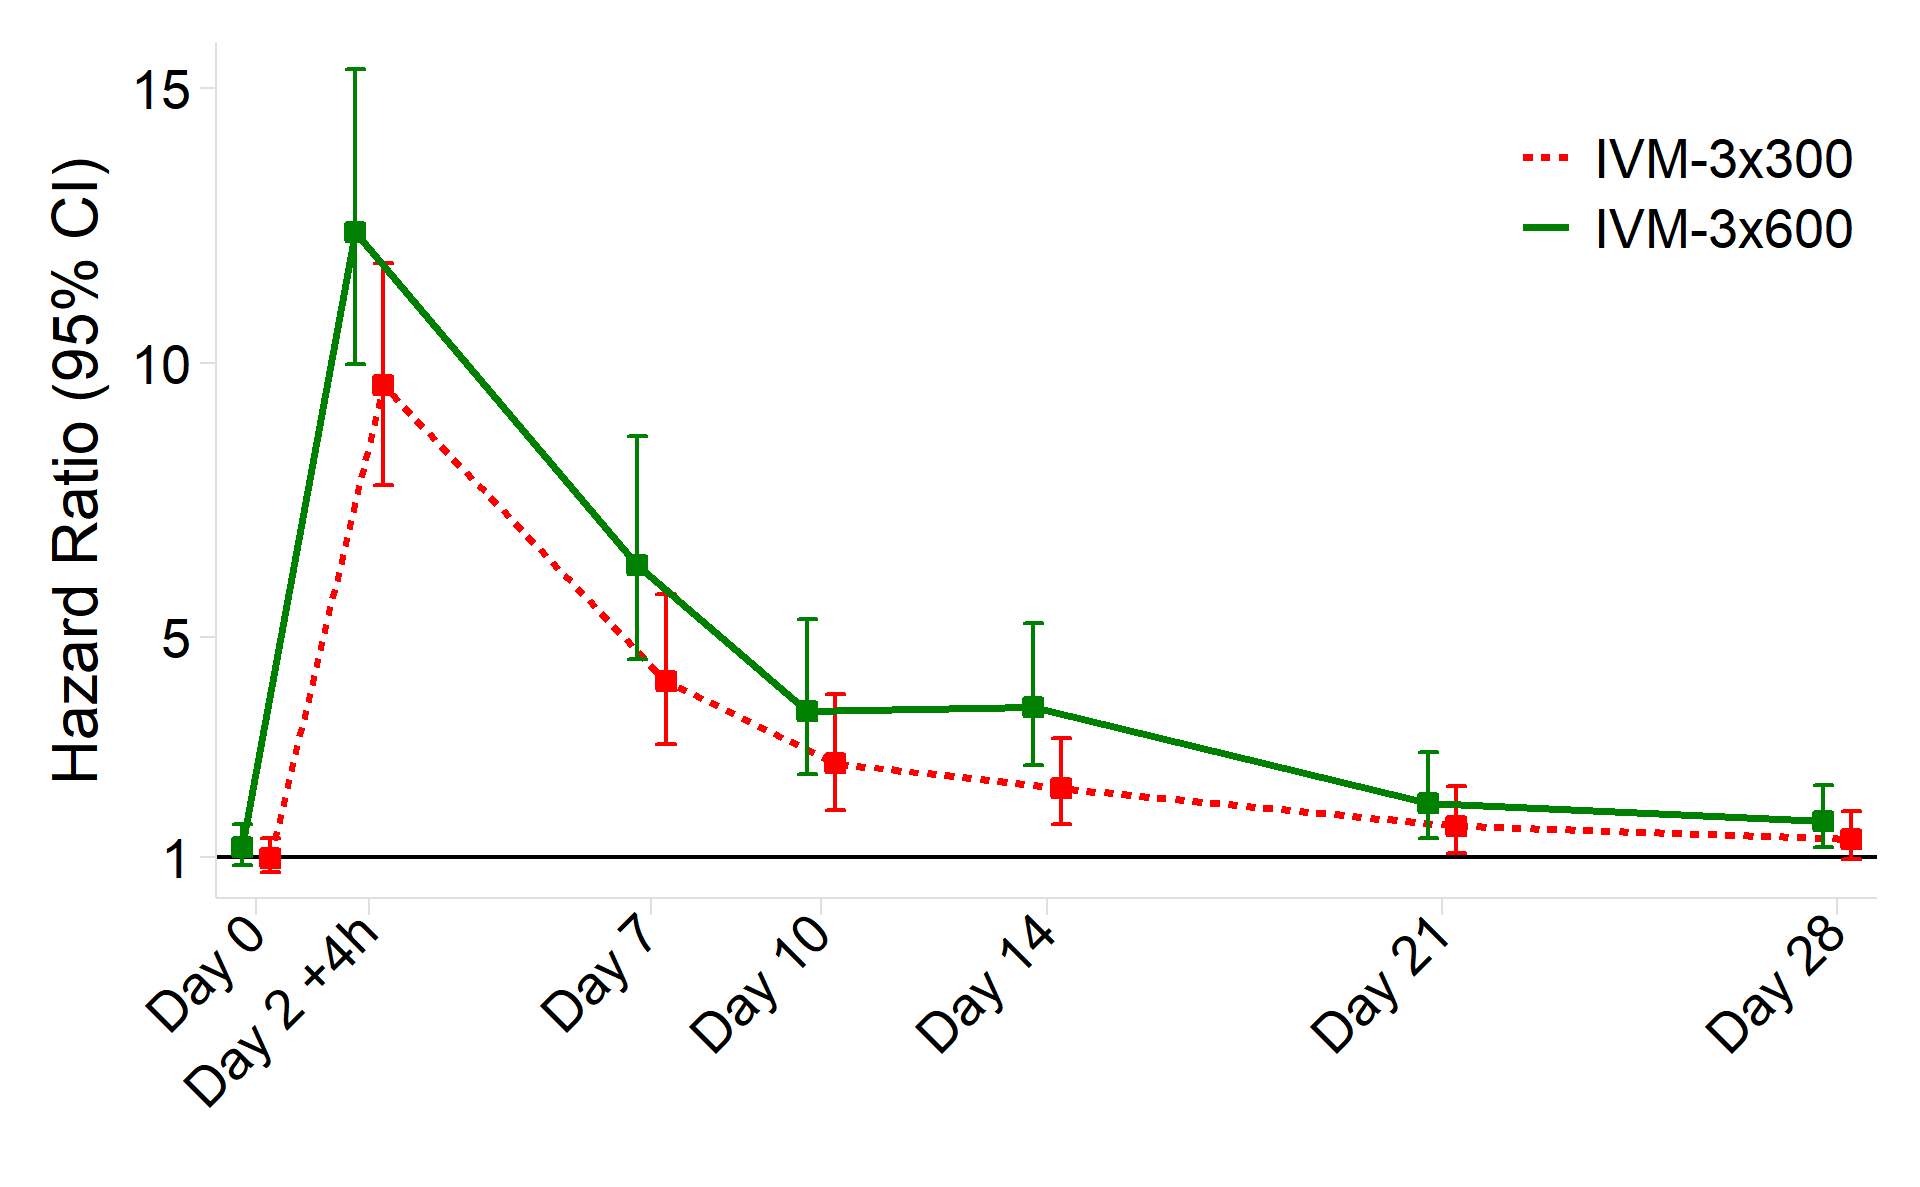 Hazard Ratio (95% CI)
15
10
5
1
IVM-3x300
IVM-3x600
Day 0
Day 2 +4h
Day 7
Day 10
Day 14
Day 21
Day 28